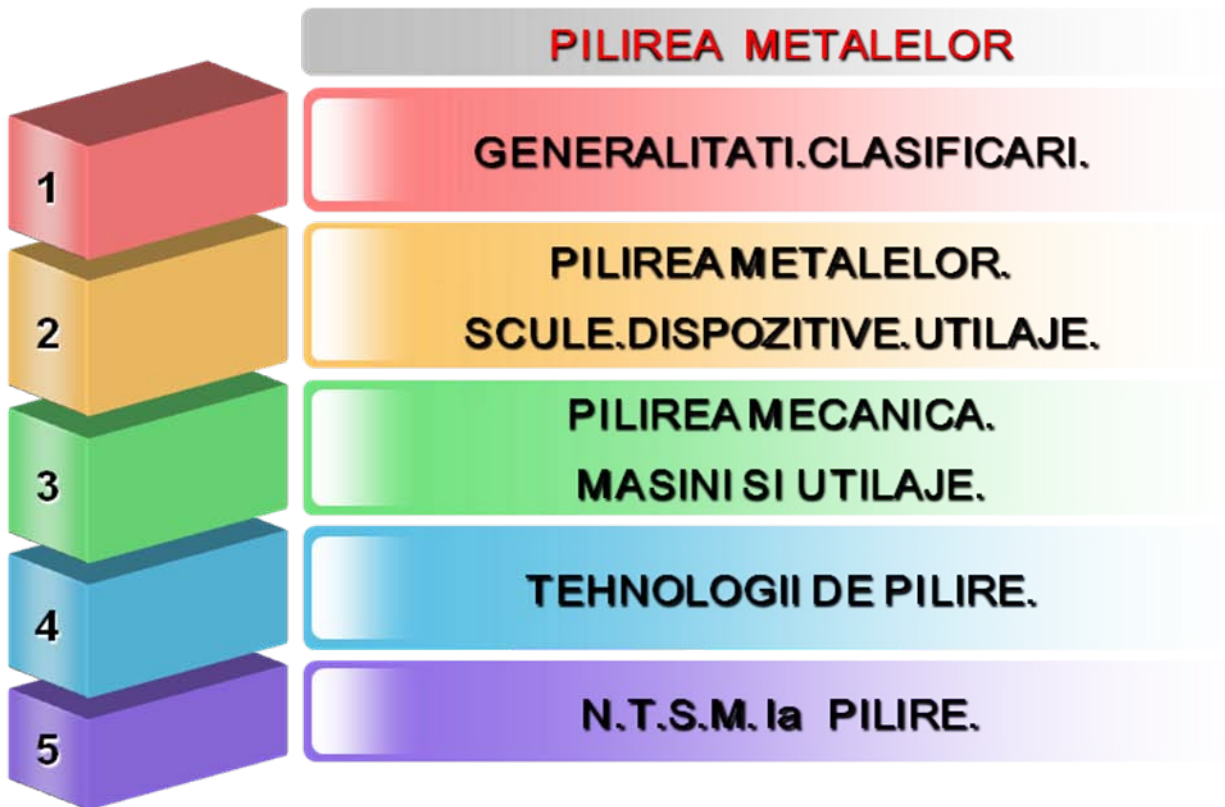 PILIREA METALELOR
1
GENERALITATI.CLASIFICARI.
2
PILIREA METALELOR.
SCULE.DISPOZITIVE.UTILAJE.
3
PILIREA MECANICA.
MASINI SI UTILAJE.
4
TEHNOLOGII DE PILIRE.
5
N.T.S.M. la PILIRE.